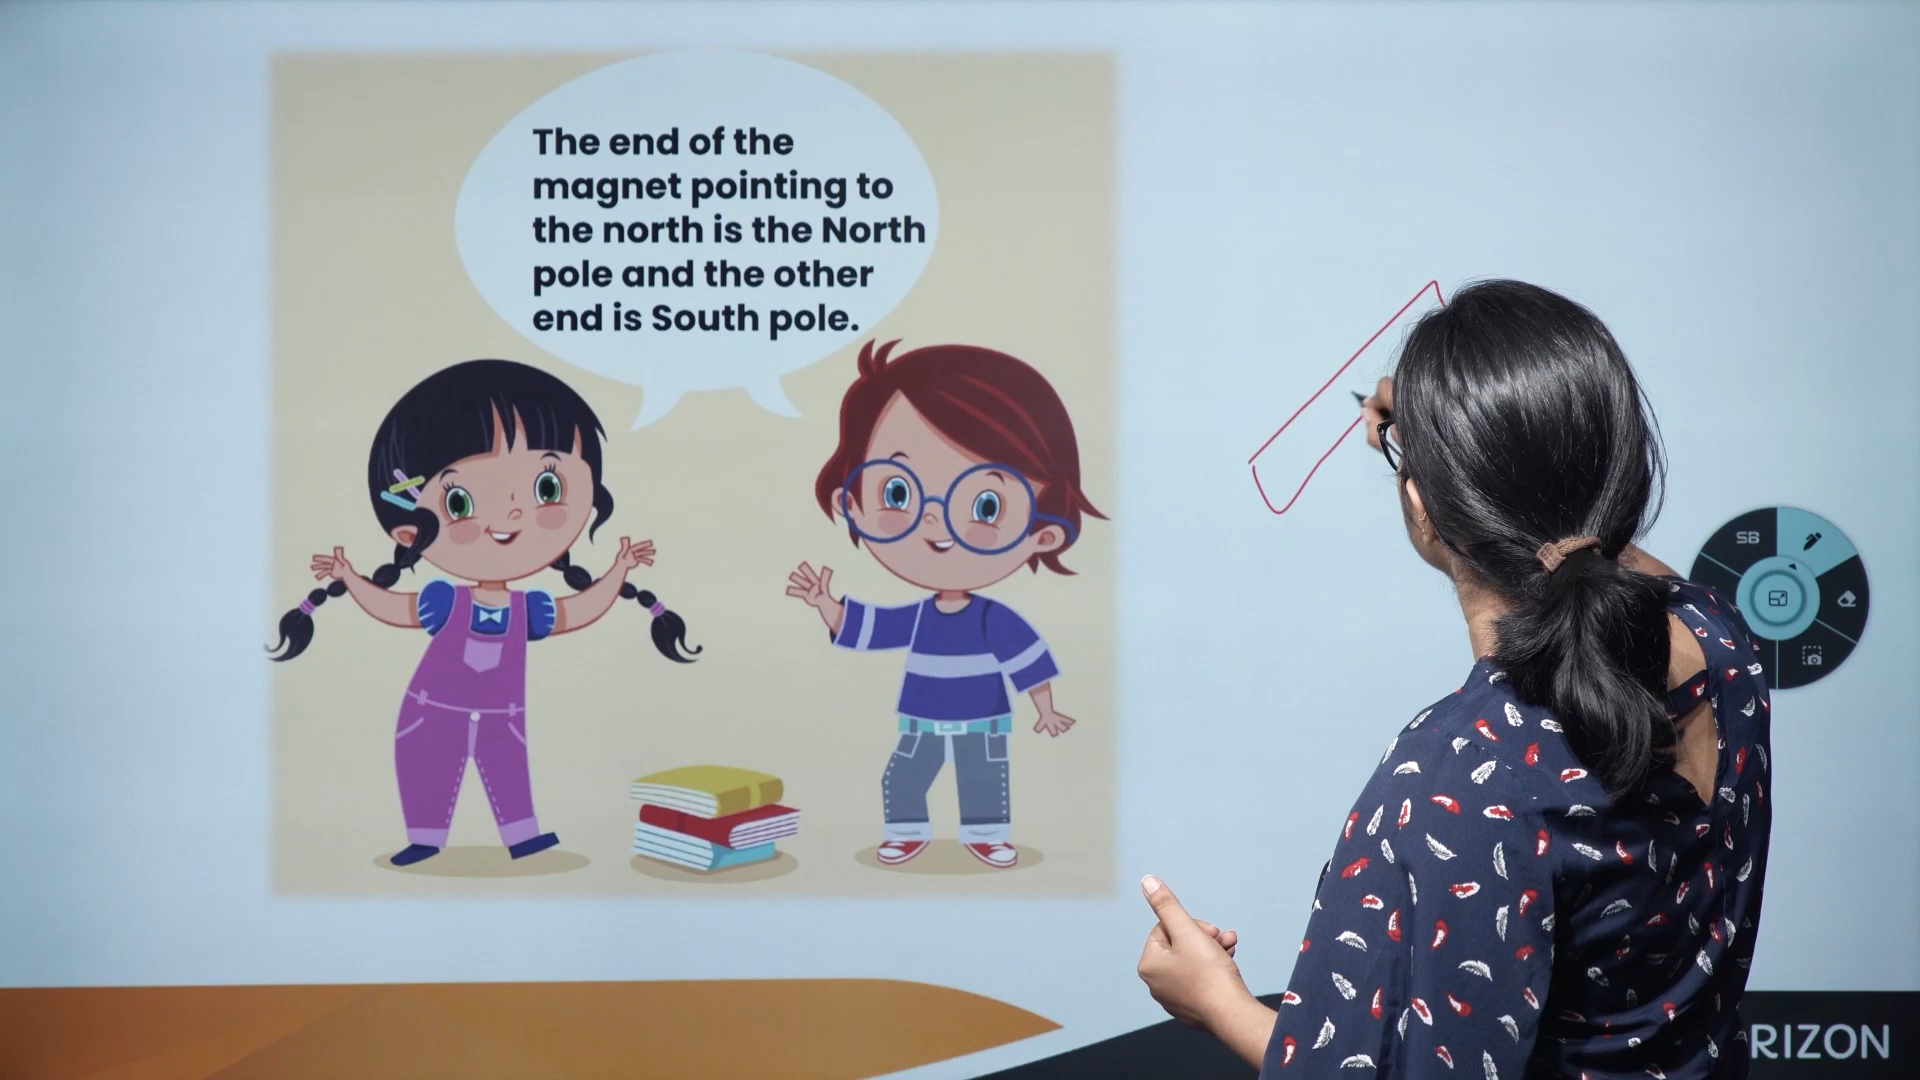 The end of the
magnet pointing to
the north is the North
pole and the other
end is South pole.
SB
RIZON